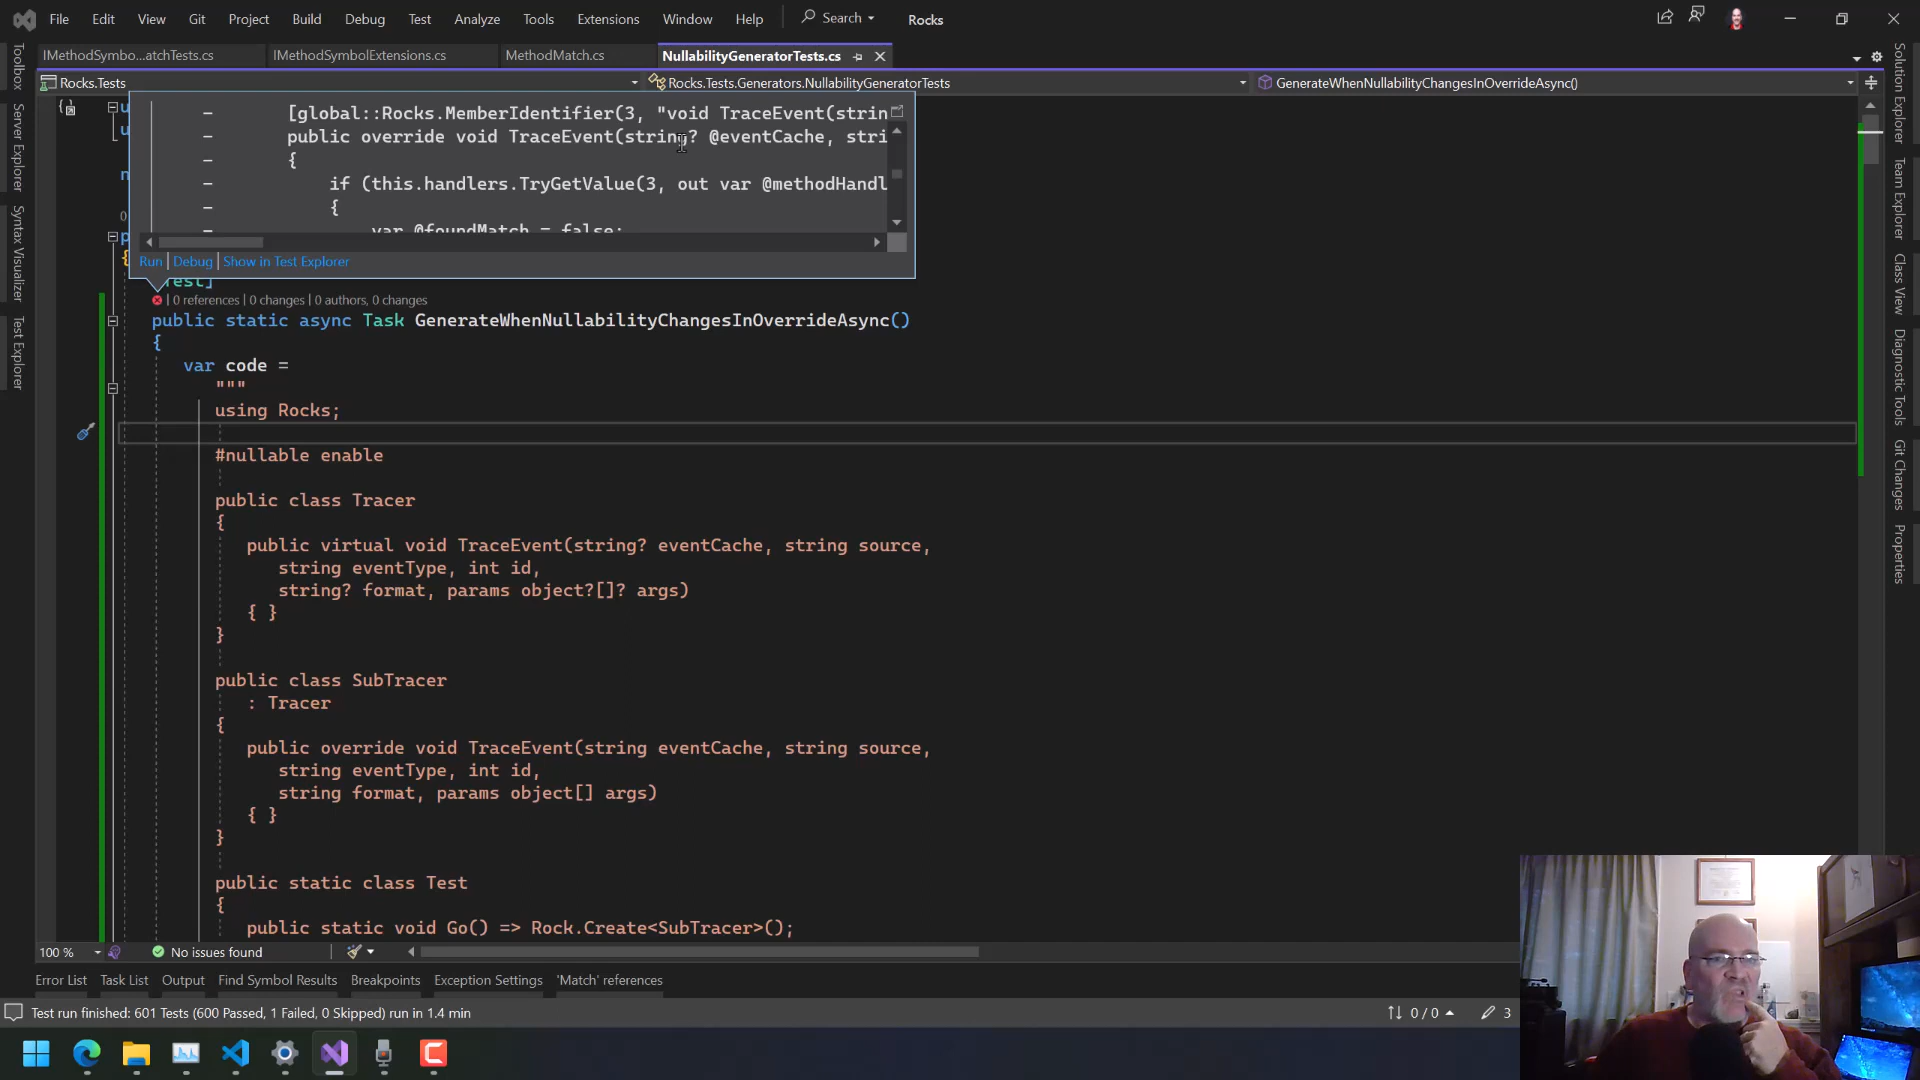 File Edit View Git Project Build Debug Test Analyze Tools Extensions Window Help Search Rocks
IMethodSymbo...atchTests.cs IMethodSymbolExtensions.cs MethodMatch.cs NullabilityGeneratorTests.cs
Rocks.Tests Rocks.Tests.Generators.NullabilityGeneratorTests GenerateWhenNullabilityChangesInOverrideAsync()
- [global::Rocks.MemberIdentifier(3, "void TraceEvent(strin
- public override void TraceEvent(string? @eventCache, stri
- {
- if (this.handlers.TryGetValue(3, out var @methodHandl
- {
- var @foundMatch = false;
Run | Debug | Show in Test Explorer
0 references | 0 changes | 0 authors, 0 changes
public static async Task GenerateWhenNullabilityChangesInOverrideAsync()
{
var code =
"""
using Rocks;
#nullable enable
public class Tracer
{
public virtual void TraceEvent(string? eventCache, string source,
string eventType, int id,
string? format, params object?[]? args)
{ }
}
public class SubTracer
: Tracer
{
public override void TraceEvent(string eventCache, string source,
string eventType, int id,
string format, params object[] args)
{ }
}
public static class Test
{
public static void Go() => Rock.Create<SubTracer>();
100 % No issues found
Error List Task List Output Find Symbol Results Breakpoints Exception Settings 'Match' references
Test run finished: 601 Tests (600 Passed, 1 Failed, 0 Skipped) run in 1.4 min 0 / 0 3
Toolbox
Server Explorer
Syntax Visualizer
Test Explorer
Solution Explorer
Team Explorer
Class View
Diagnostic Tools
Git Changes
Properties